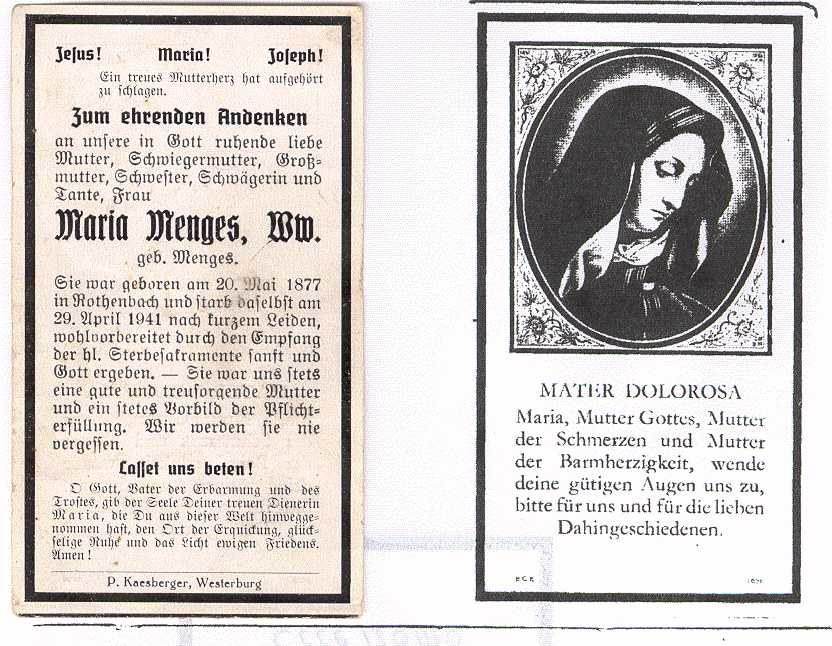 Jesus! Maria! Joseph!
Ein treues Mutterherz hat aufgehört
zu schlagen.
Zum ehrenden Andenken
an unsere in Gott ruhende liebe
Mutter, Schwiegermutter, Groß-
mutter, Schwester, Schwägerin und
Tante, Frau
Maria Menges, Ww.
geb. Menges.
Sie war geboren am 20. Mai 1877
in Rothenbach und starb daselbst am
29. April 1941 nach kurzem Leiden,
wohlvorbereitet durch den Empfang
der hl. Sterbesakramente sanft und
Gott ergeben. — Sie war uns stets
eine gute und treusorgende Mutter
und ein stetes Vorbild der Pflicht-
erfüllung. Wir werden sie nie
vergessen.
Lasset uns beten!
O Gott, Vater der Erbarmung und des
Trostes, gib der Seele Deiner treuen Dienerin
Maria, die Du aus dieser Welt hinwegge-
nommen hast, den Ort der Erquickung, glück-
selige Ruhe und das Licht ewigen Friedens.
Amen!
P. Kaesberger, Westerburg
MATER DOLOROSA
Maria, Mutter Gottes, Mutter
der Schmerzen und Mutter
der Barmherzigkeit, wende
deine gütigen Augen uns zu,
bitte für uns und für die lieben
Dahingeschiedenen.